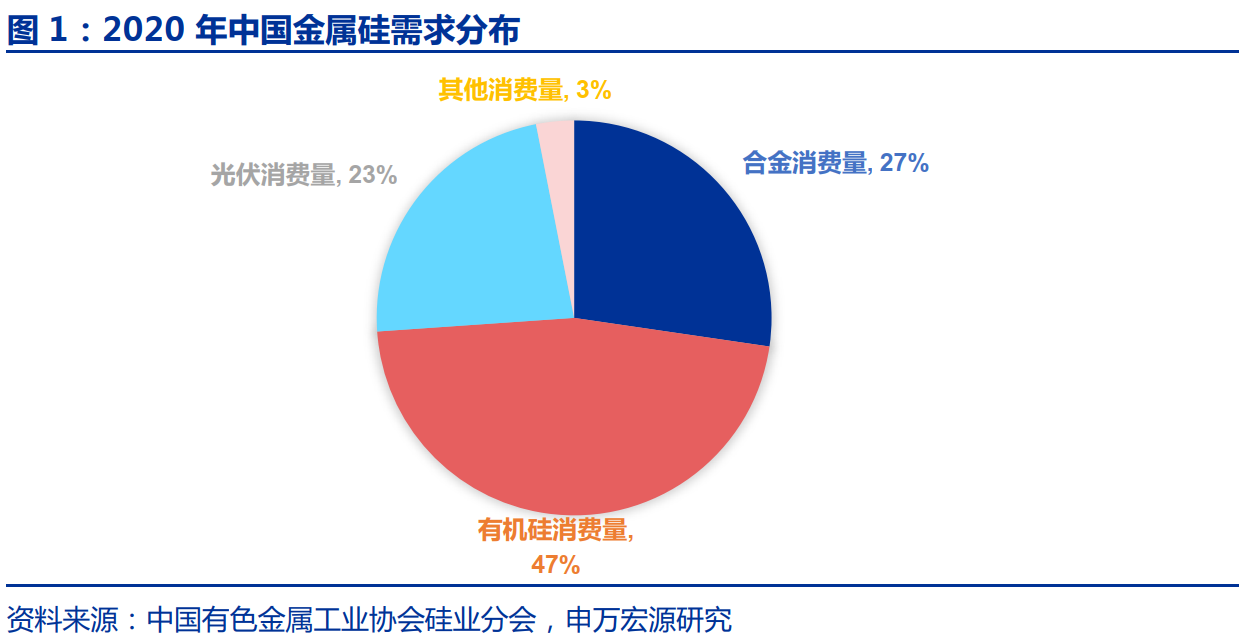 图 1：2020 年中国金属硅需求分布
其他消费量, 3%
合金消费量, 27%
光伏消费量, 23%
有机硅消费量,
47%
资料来源：中国有色金属工业协会硅业分会，申万宏源研究